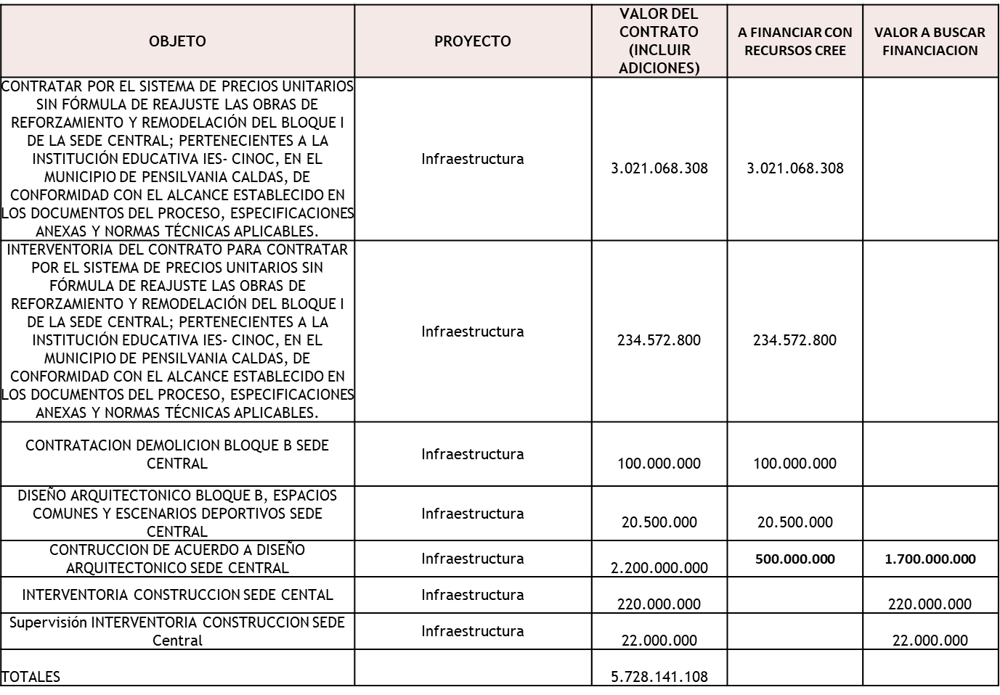 OBJETO
PROYECTO
VALOR DEL
CONTRATO
(INCLUIR
ADICIONES)
A FINANCIAR CON
RECURSOS CREE
VALOR A BUSCAR
FINANCIACION
CONTRATAR POR EL SISTEMA DE PRECIOS UNITARIOS
SIN FÓRMULA DE REAJUSTE LAS OBRAS DE
REFORZAMIENTO Y REMODELACIÓN DEL BLOQUE I
DE LA SEDE CENTRAL; PERTENECIENTES A LA
INSTITUCIÓN EDUCATIVA IES- CINOC, EN EL
MUNICIPIO DE PENSILVANIA CALDAS, DE
CONFORMIDAD CON EL ALCANCE ESTABLECIDO EN
LOS DOCUMENTOS DEL PROCESO, ESPECIFICACIONES
ANEXAS Y NORMAS TÉCNICAS APLICABLES.
Infraestructura
3.021.068.308
3.021.068.308
INTERVENTORIA DEL CONTRATO PARA CONTRATAR
POR EL SISTEMA DE PRECIOS UNITARIOS SIN
FÓRMULA DE REAJUSTE LAS OBRAS DE
REFORZAMIENTO Y REMODELACIÓN DEL BLOQUE I
DE LA SEDE CENTRAL; PERTENECIENTES A LA
INSTITUCIÓN EDUCATIVA IES- CINOC, EN EL
MUNICIPIO DE PENSILVANIA CALDAS, DE
CONFORMIDAD CON EL ALCANCE ESTABLECIDO EN
LOS DOCUMENTOS DEL PROCESO, ESPECIFICACIONES
ANEXAS Y NORMAS TÉCNICAS APLICABLES.
Infraestructura
234.572.800
234.572.800
CONTRATACION DEMOLICION BLOQUE B SEDE
CENTRAL
Infraestructura
100.000.000
100.000.000
DISEÑO ARQUITECTONICO BLOQUE B, ESPACIOS
COMUNES Y ESCENARIOS DEPORTIVOS SEDE
CENTRAL
Infraestructura
20.500.000
20.500.000
CONTRUCCION DE ACUERDO A DISEÑO
ARQUITECTONICO SEDE CENTRAL
Infraestructura
2.200.000.000
500.000.000
1.700.000.000
INTERVENTORIA CONSTRUCCION SEDE CENTAL
Infraestructura
220.000.000
220.000.000
Supervisión INTERVENTORIA CONSTRUCCION SEDE
Central
Infraestructura
22.000.000
22.000.000
TOTALES
5.728.141.108